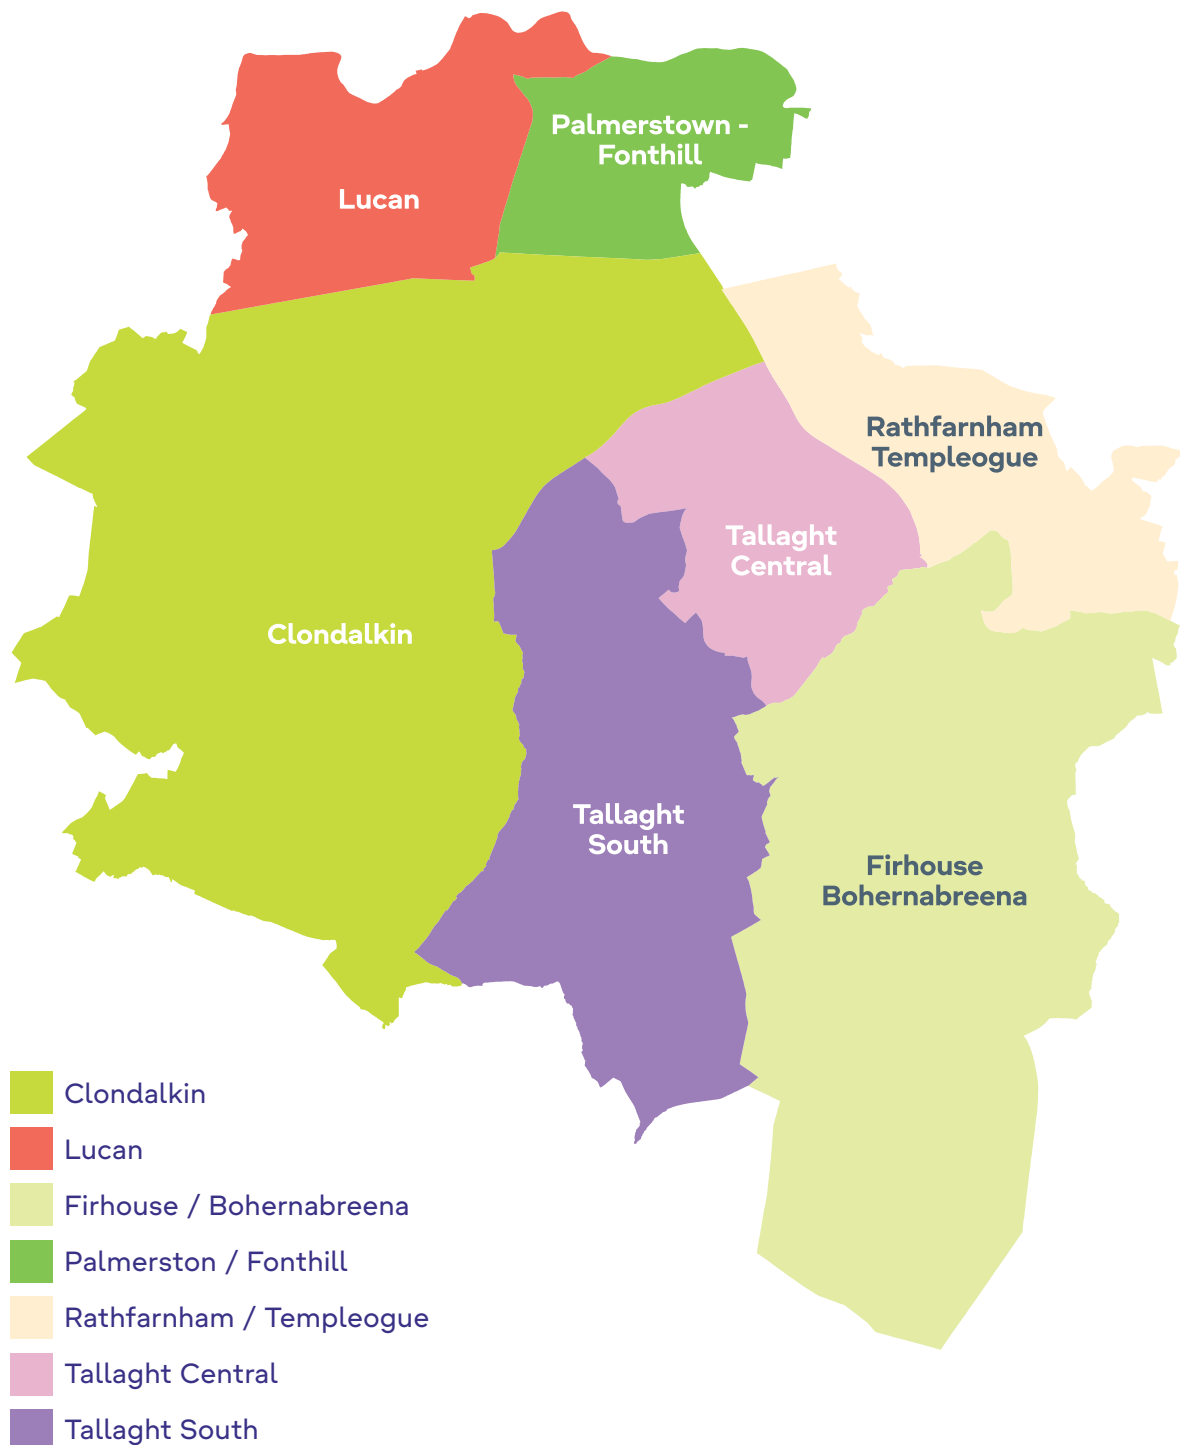 Palmerstown -
Fonthill
Lucan
Rathfarnham
Templeogue
Tallaght
Central
Clondalkin
Tallaght
South
Firhouse
Bohernabreena
Clondalkin
Lucan
Firhouse / Bohernabreena
Palmerston / Fonthill
Rathfarnham / Templeogue
Tallaght Central
Tallaght South